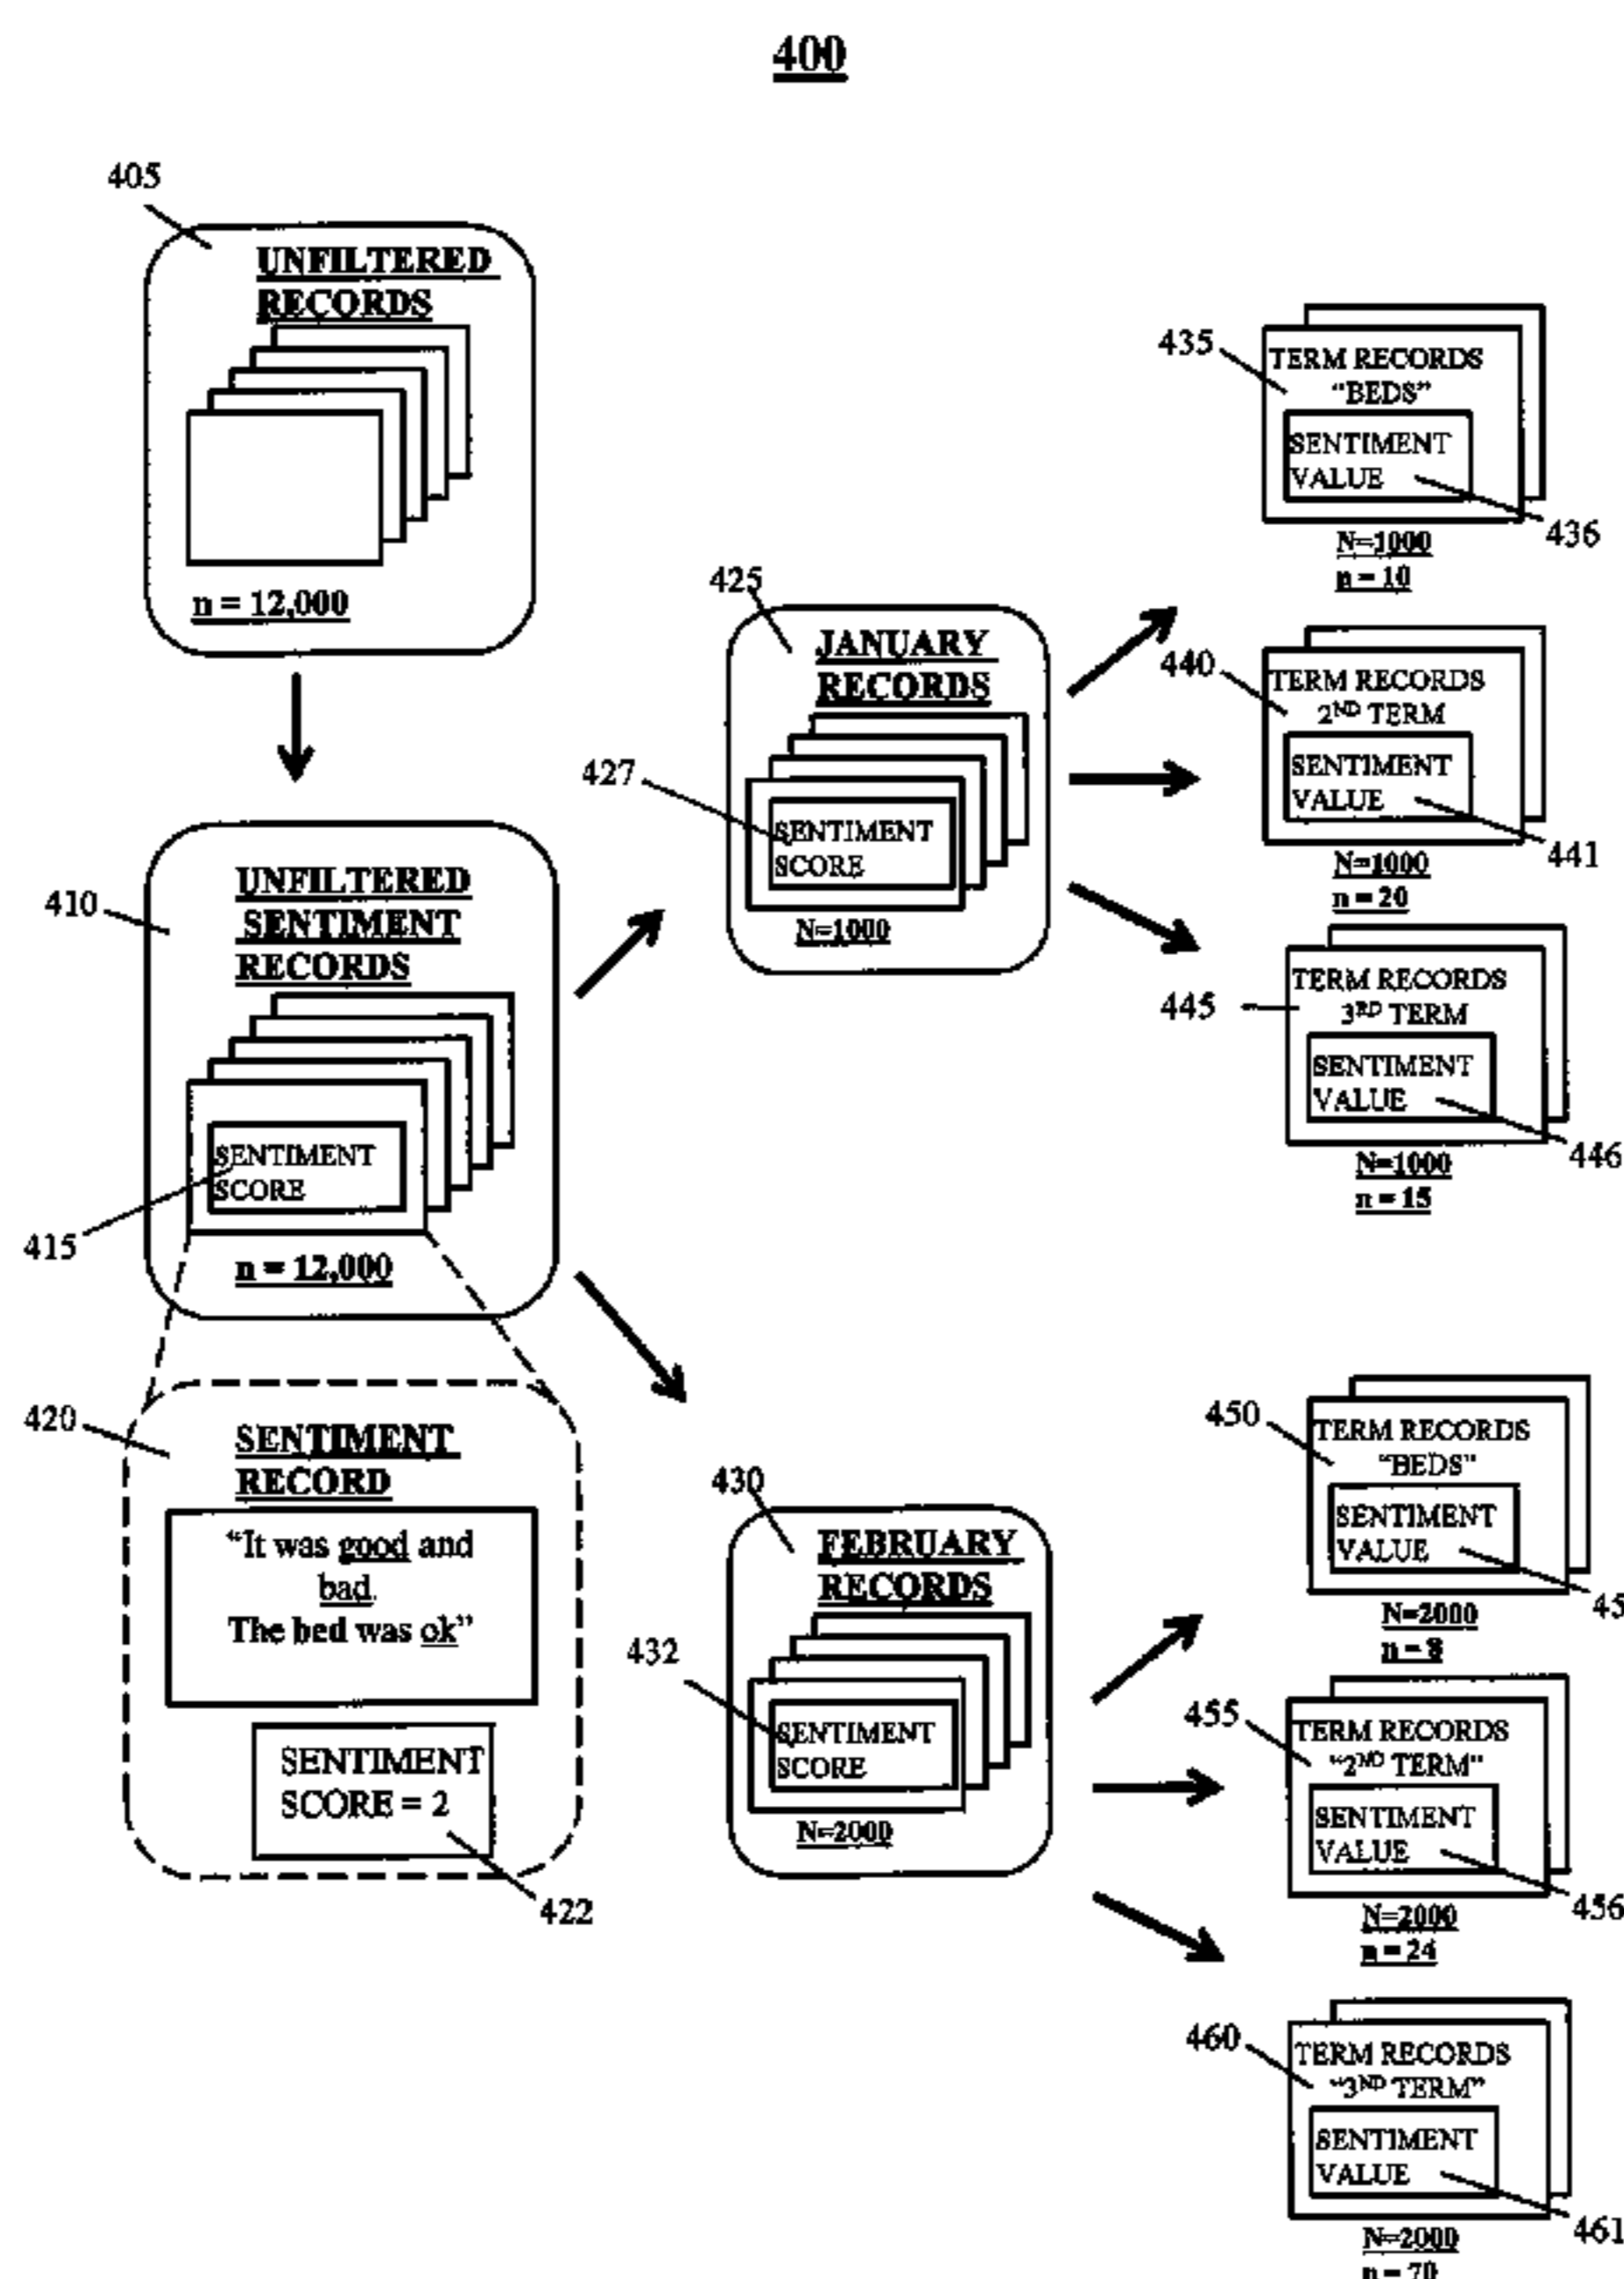 400
405
UNFILTERED
RECORDS
n = 12,000
410
UNFILTERED
SENTIMENT
RECORDS
SENTIMENT
SCORE
415
n = 12,000
420
SENTIMENT
RECORD
“It was good and
bad.
The bed was ok”
SENTIMENT
SCORE = 2
422
425
JANUARY
RECORDS
427
SENTIMENT
SCORE
N=1000
430
FEBRUARY
RECORDS
432
SENTIMENT
SCORE
N=2000
435
TERM RECORDS
“BEDS”
SENTIMENT
VALUE
436
N=1000
n = 10
440
TERM RECORDS
2ND TERM
SENTIMENT
VALUE
441
N=1000
n = 20
445
TERM RECORDS
3RD TERM
SENTIMENT
VALUE
446
N=1000
n = 15
450
TERM RECORDS
“BEDS”
SENTIMENT
VALUE
45
N=2000
n = 8
455
TERM RECORDS
“2ND TERM”
SENTIMENT
VALUE
456
N=2000
n = 24
460
TERM RECORDS
“3ND TERM”
SENTIMENT
VALUE
461
N=2000
n = 70